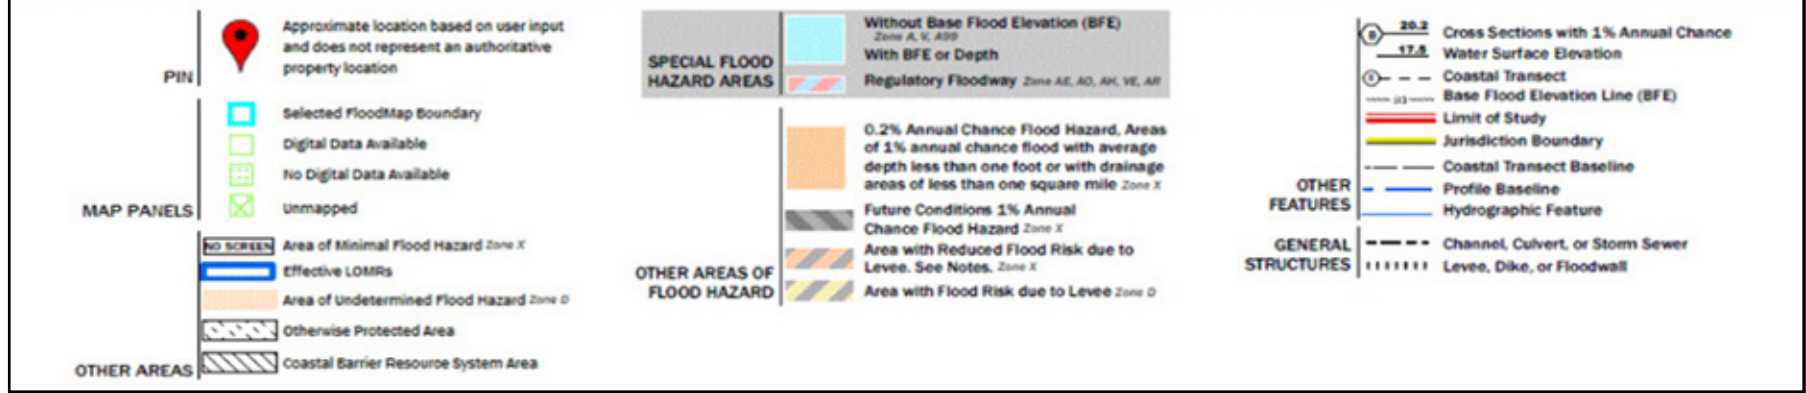 PIN
Approximate location based on user input
and does not represent an authoritative
property location
MAP PANELS
Selected FloodMap Boundary
Digital Data Available
No Digital Data Available
Unmapped
OTHER AREAS
NO SCREEN Area of Minimal Flood Hazard Zone X
Effective LOMRs
Area of Undetermined Flood Hazard Zone D
Otherwise Protected Area
Coastal Barrier Resource System Area
SPECIAL FLOOD
HAZARD AREAS
Without Base Flood Elevation (BFE)
Zone A, V, A99
With BFE or Depth
Regulatory Floodway Zone AE, AO, AH, VE, AR
OTHER AREAS OF
FLOOD HAZARD
0.2% Annual Chance Flood Hazard, Areas
of 1% annual chance flood with average
depth less than one foot or with drainage
areas of less than one square mile Zone X
Future Conditions 1% Annual
Chance Flood Hazard Zone X
Area with Reduced Flood Risk due to
Levee. See Notes. Zone X
Area with Flood Risk due to Levee Zone D
OTHER
FEATURES
20.2 Cross Sections with 1% Annual Chance
17.5 Water Surface Elevation
Coastal Transect
Base Flood Elevation Line (BFE)
Limit of Study
Jurisdiction Boundary
Coastal Transect Baseline
Profile Baseline
Hydrographic Feature
GENERAL
STRUCTURES
Channel, Culvert, or Storm Sewer
Levee, Dike, or Floodwall